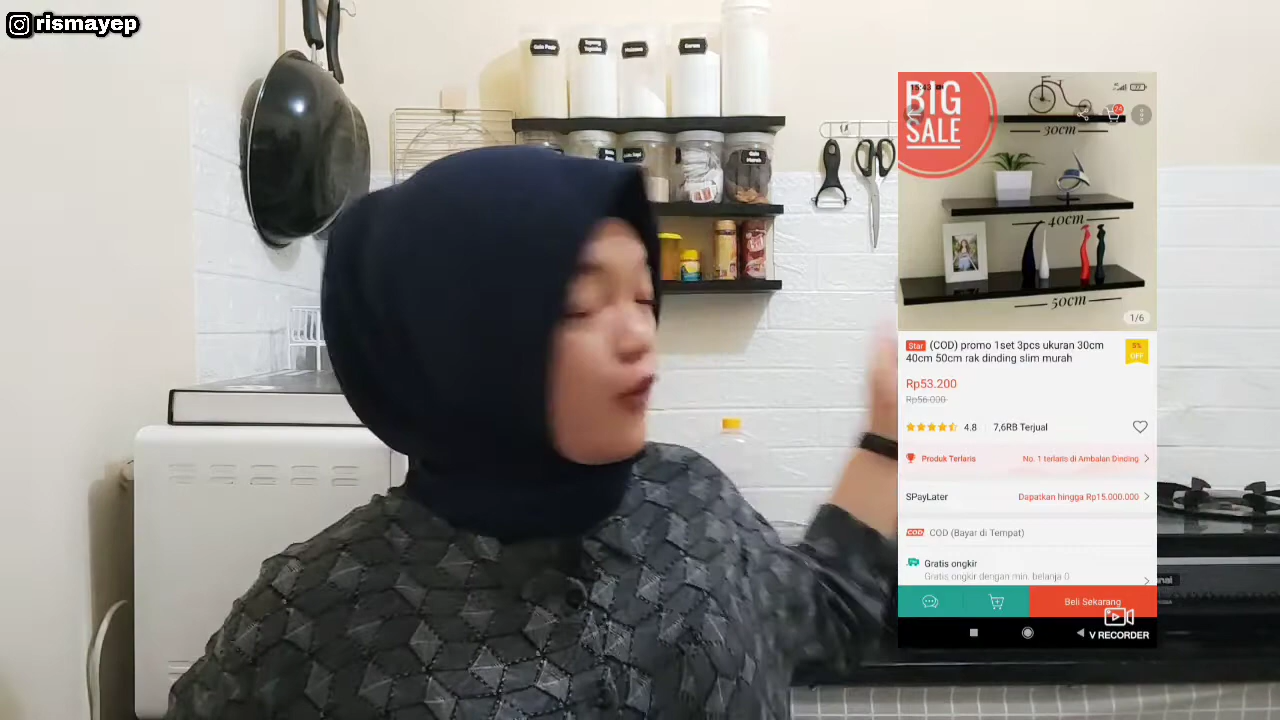 rismayep
BIG
SALE
30cm
40cm
50cm
1/6
Star (COD) promo 1set 3pcs ukuran 30cm
40cm 50cm rak dinding slim murah
5%
OFF
Rp53.200
Rp56.000
4.8 7,6RB Terjual
Produk Terlaris No. 1 terlaris di Ambalan Dinding
SPayLater Dapatkan hingga Rp15.000.000
COD COD (Bayar di Tempat)
Gratis ongkir
Gratis ongkir dengan min. belanja 0
Beli Sekarang
V RECORDER